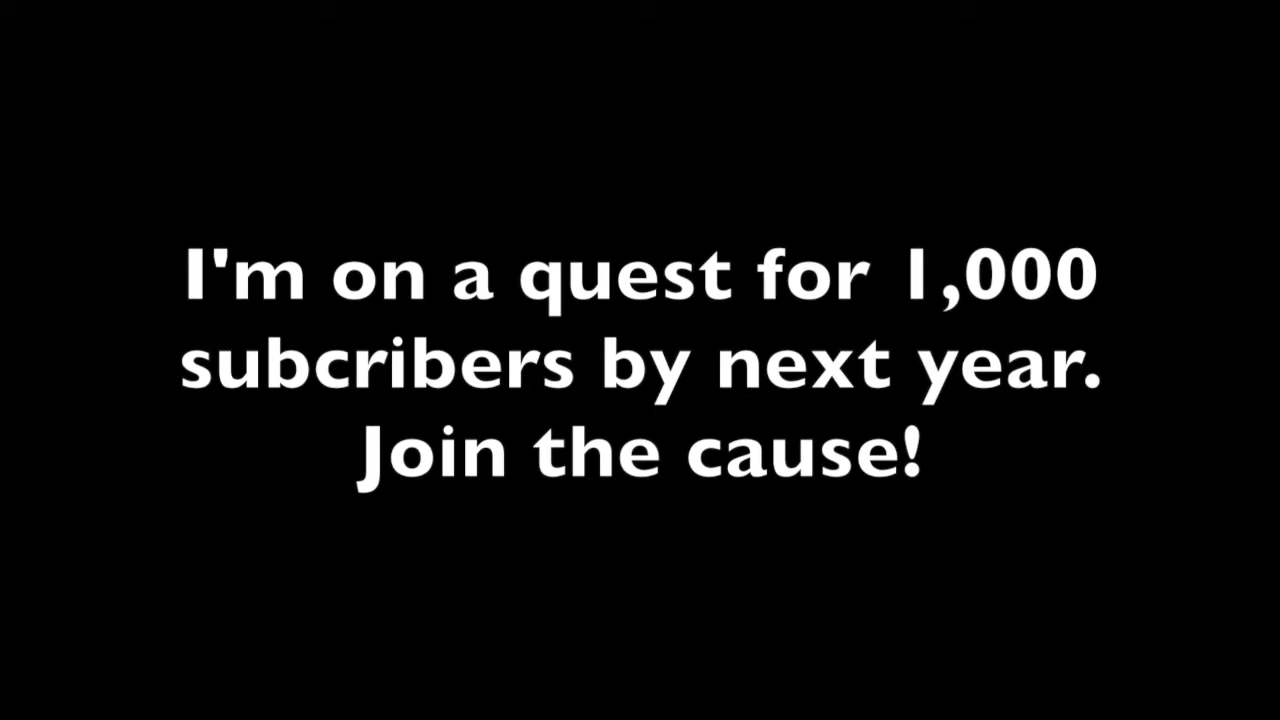 I'm on a quest for 1,000
subcribers by next year.
Join the cause!